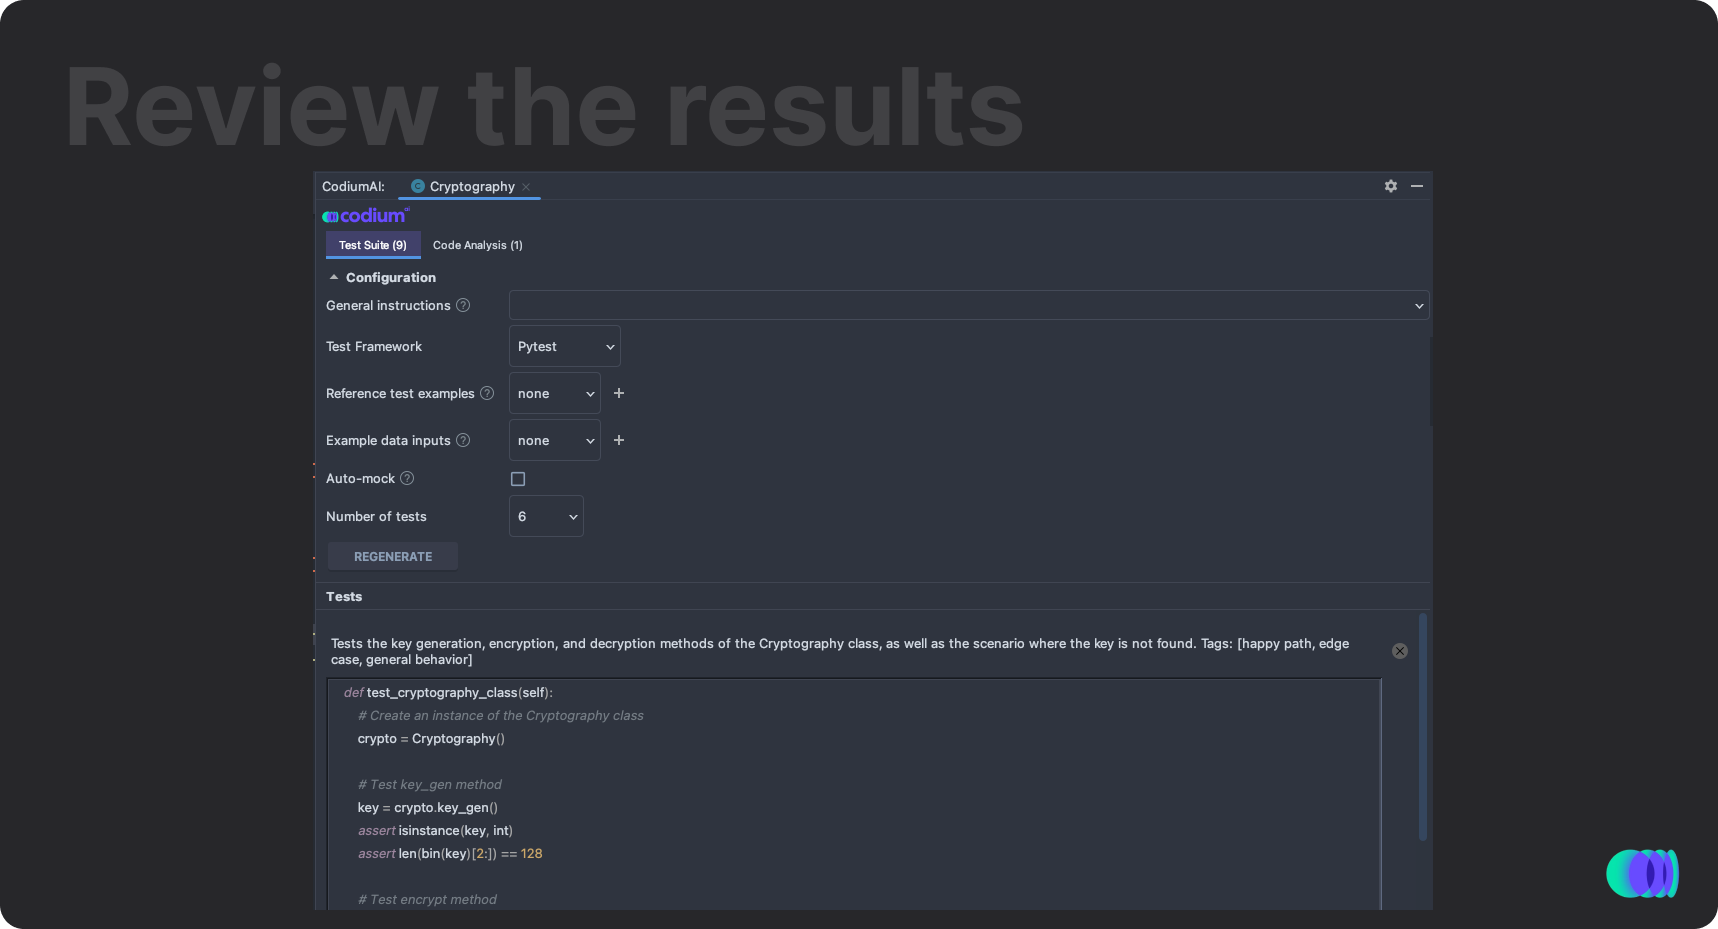 Review the results
CodiumAI: Cryptography
codium
Test Suite (9) Code Analysis (1)
Configuration
General instructions ?
Test Framework Pytest
Reference test examples ? none +
Example data inputs ? none +
Auto-mock ?
Number of tests 6
REGENERATE
Tests
Tests the key generation, encryption, and decryption methods of the Cryptography class, as well as the scenario where the key is not found. Tags: [happy path, edge
case, general behavior]
def test_cryptography_class(self):
# Create an instance of the Cryptography class
crypto = Cryptography()
# Test key_gen method
key = crypto.key_gen()
assert isinstance(key, int)
assert len(bin(key)[2:]) == 128
# Test encrypt method